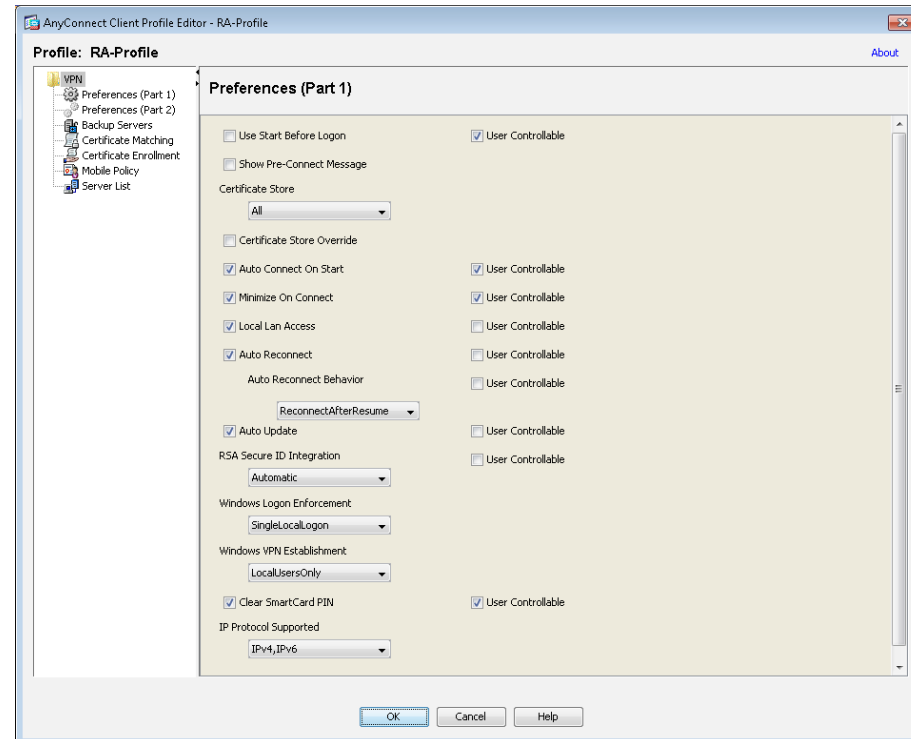 AnyConnect Client Profile Editor - RA-Profile
Profile: RA-Profile
About
VPN
Preferences (Part 1)
Preferences (Part 2)
Backup Servers
Certificate Matching
Certificate Enrollment
Mobile Policy
Server List
Preferences (Part 1)
Use Start Before Logon User Controllable
Show Pre-Connect Message
Certificate Store
All
Certificate Store Override
Auto Connect On Start User Controllable
Minimize On Connect User Controllable
Local Lan Access User Controllable
Auto Reconnect User Controllable
Auto Reconnect Behavior User Controllable
ReconnectAfterResume
Auto Update User Controllable
RSA Secure ID Integration User Controllable
Automatic
Windows Logon Enforcement
SingleLocalLogon
Windows VPN Establishment
LocalUsersOnly
Clear SmartCard PIN User Controllable
IP Protocol Supported
IPv4,IPv6
OK Cancel Help